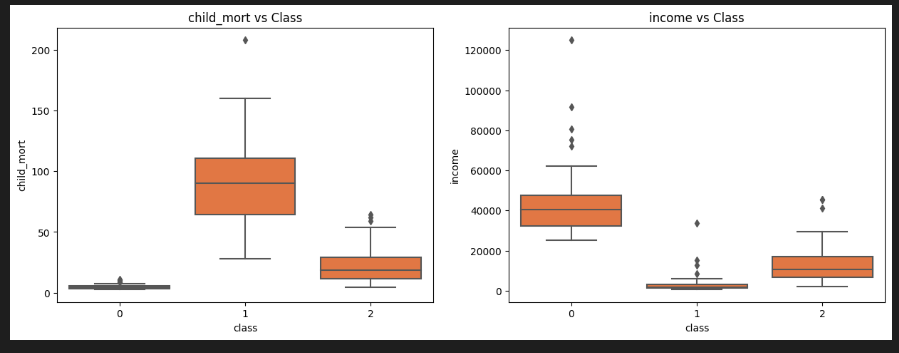 child_mort vs Class
200
150
100
50
0
child_mort
0 1 2
class
income vs Class
120000
100000
80000
60000
40000
20000
0
income
0 1 2
class